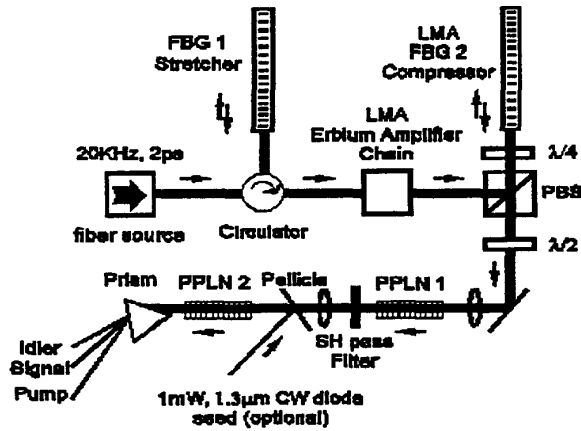 FBG 1
Stretcher
LMA
FBG 2
Compressor
LMA
Erbium Amplifier
Chain
λ/4
20KHz, 2ps
PBS
fiber source
Circulator
λ/2
Prism
PPLN 2
Pellicle
PPLN 1
Idler
Signal
Pump
SH pass
Filter
1mW, 1.3μm CW diode
seed (optional)